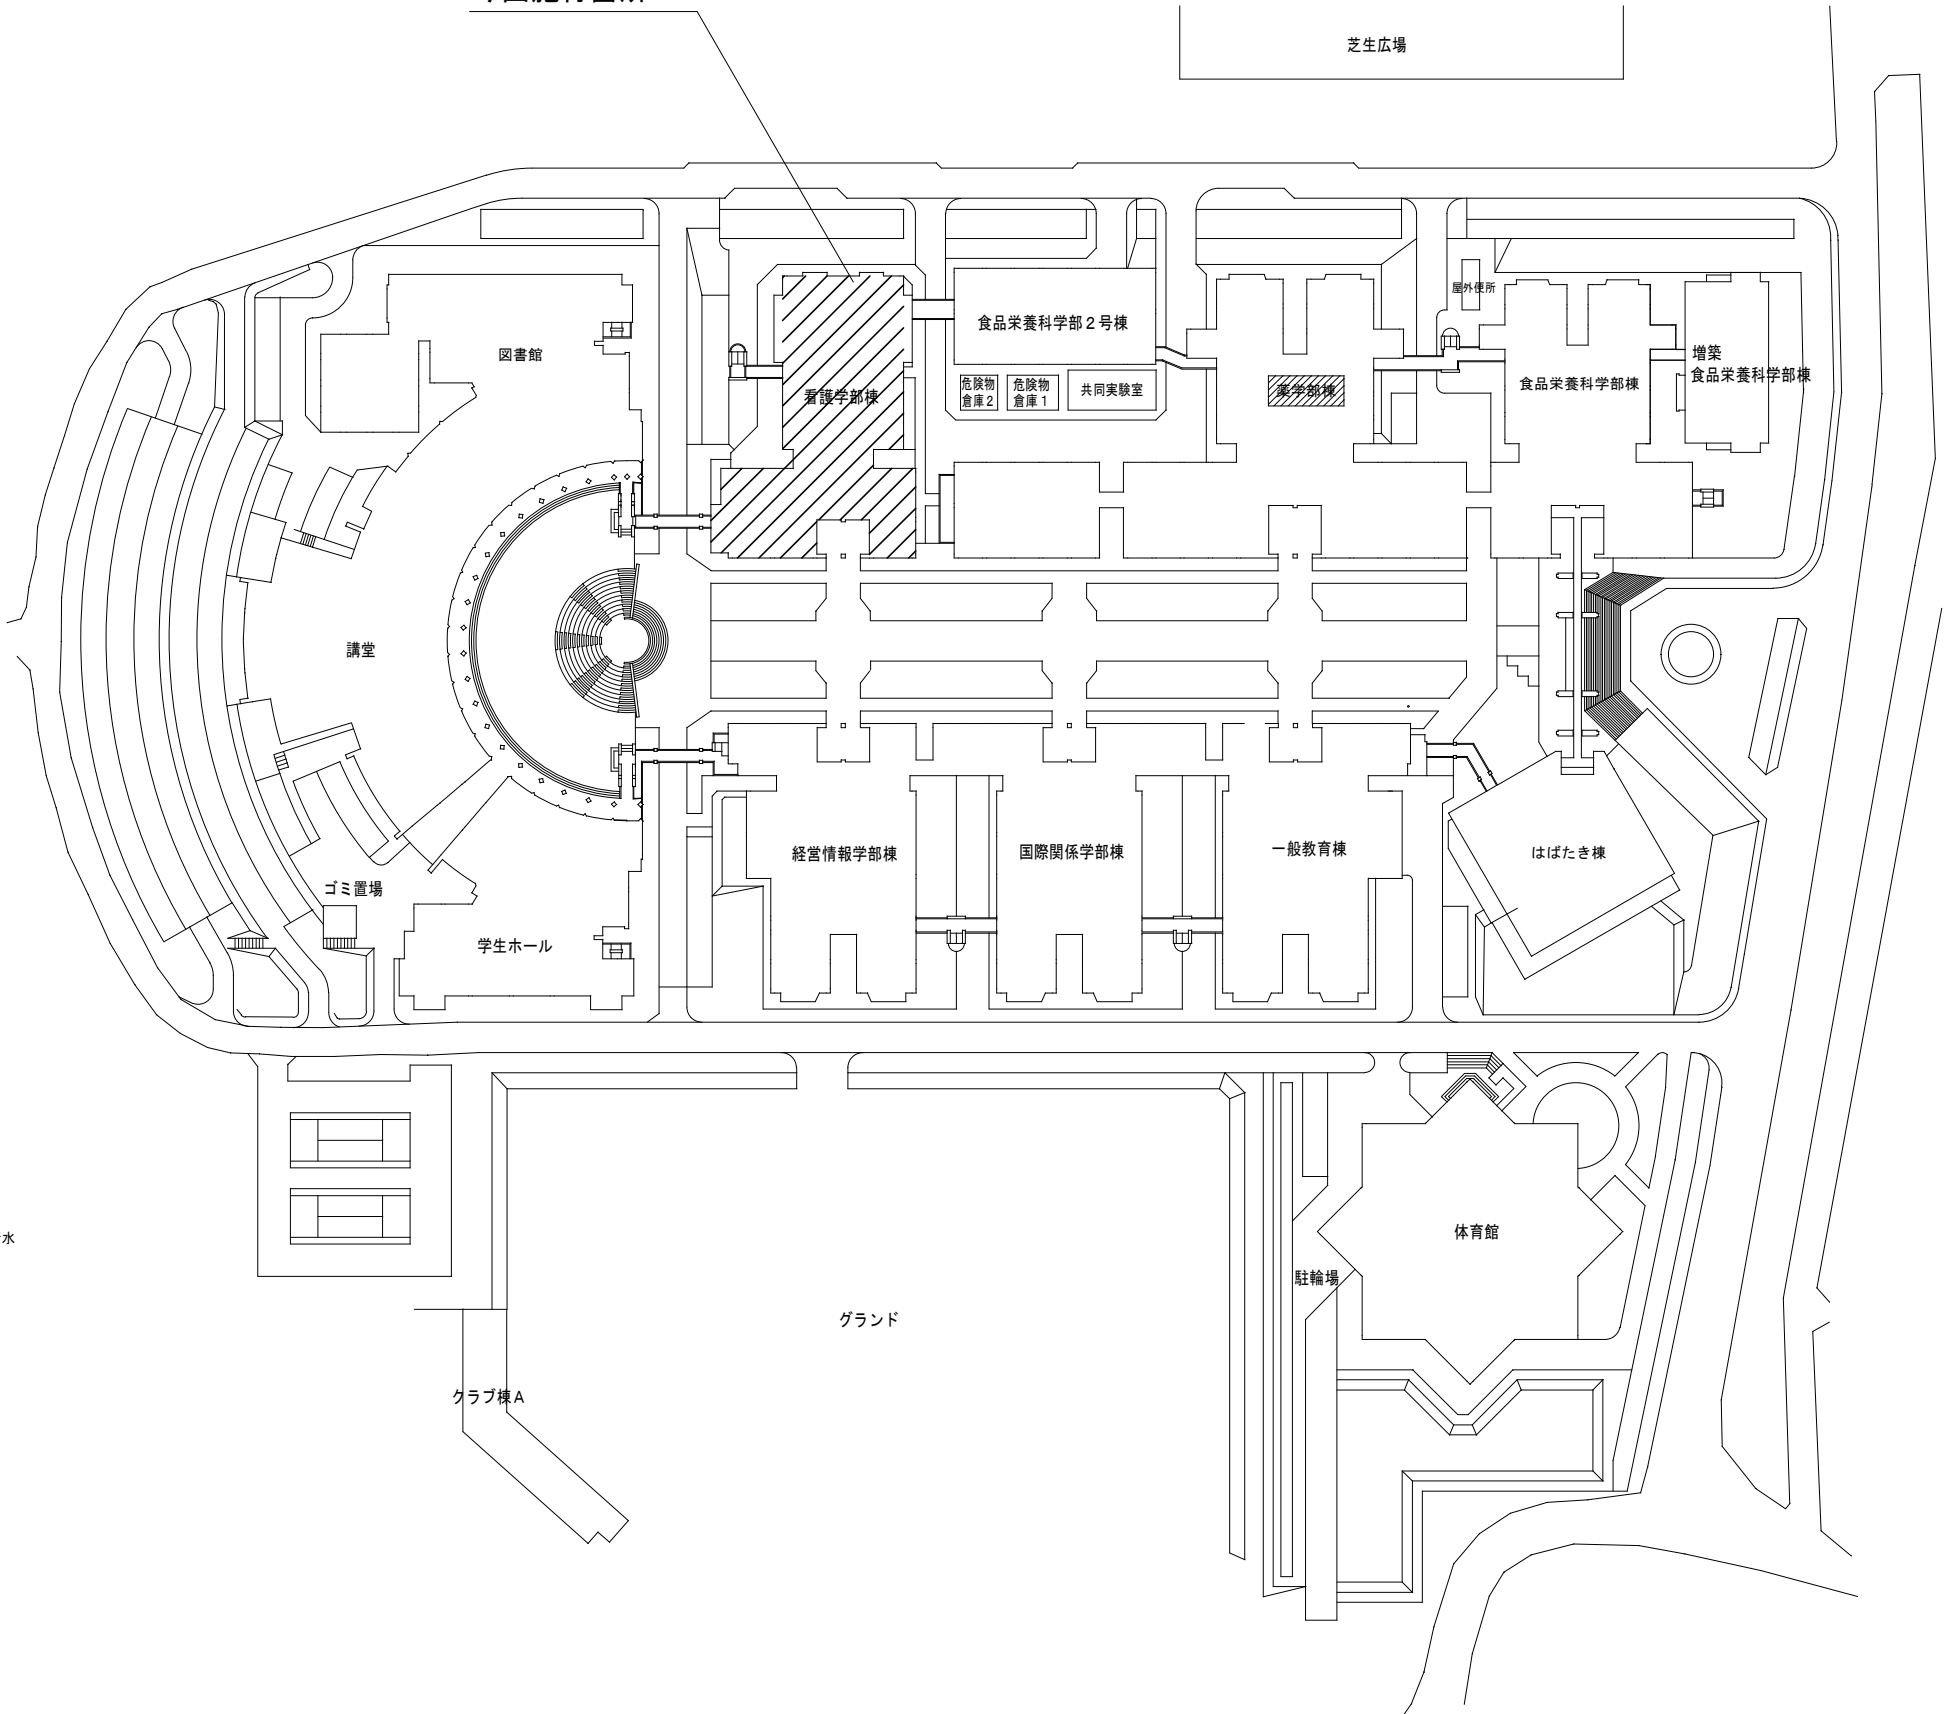 芝生広場
屋外便所
食品栄養科学部２号棟
図書館
増築
食品栄養科学部棟
危険物
倉庫２
危険物
倉庫１
共同実験室
看護学部棟
薬学部棟
食品栄養科学部棟
講堂
経営情報学部棟
国際関係学部棟
一般教育棟
はばたき棟
ゴミ置場
学生ホール
体育館
水
駐輪場
グランド
クラブ棟Ａ